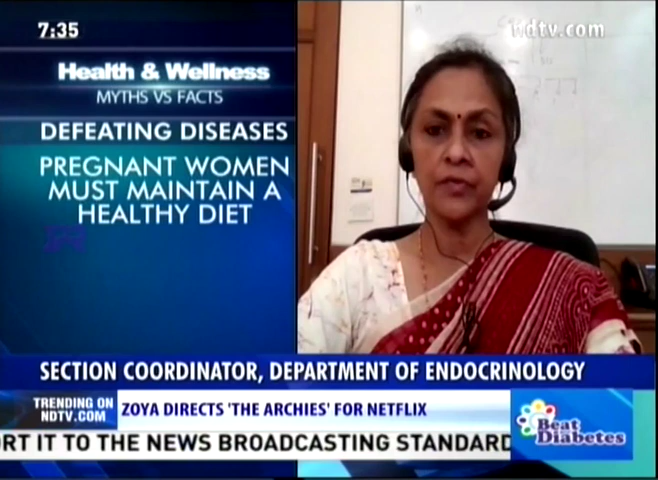 7:35
ndtv.com
Health & Wellness
MYTHS VS FACTS
DEFEATING DISEASES
PREGNANT WOMEN
MUST MAINTAIN A
HEALTHY DIET
SECTION COORDINATOR, DEPARTMENT OF ENDOCRINOLOGY
TRENDING ON
NDTV.COM
ZOYA DIRECTS 'THE ARCHIES' FOR NETFLIX
RT IT TO THE NEWS BROADCASTING STANDARD
Beat
Diabetes